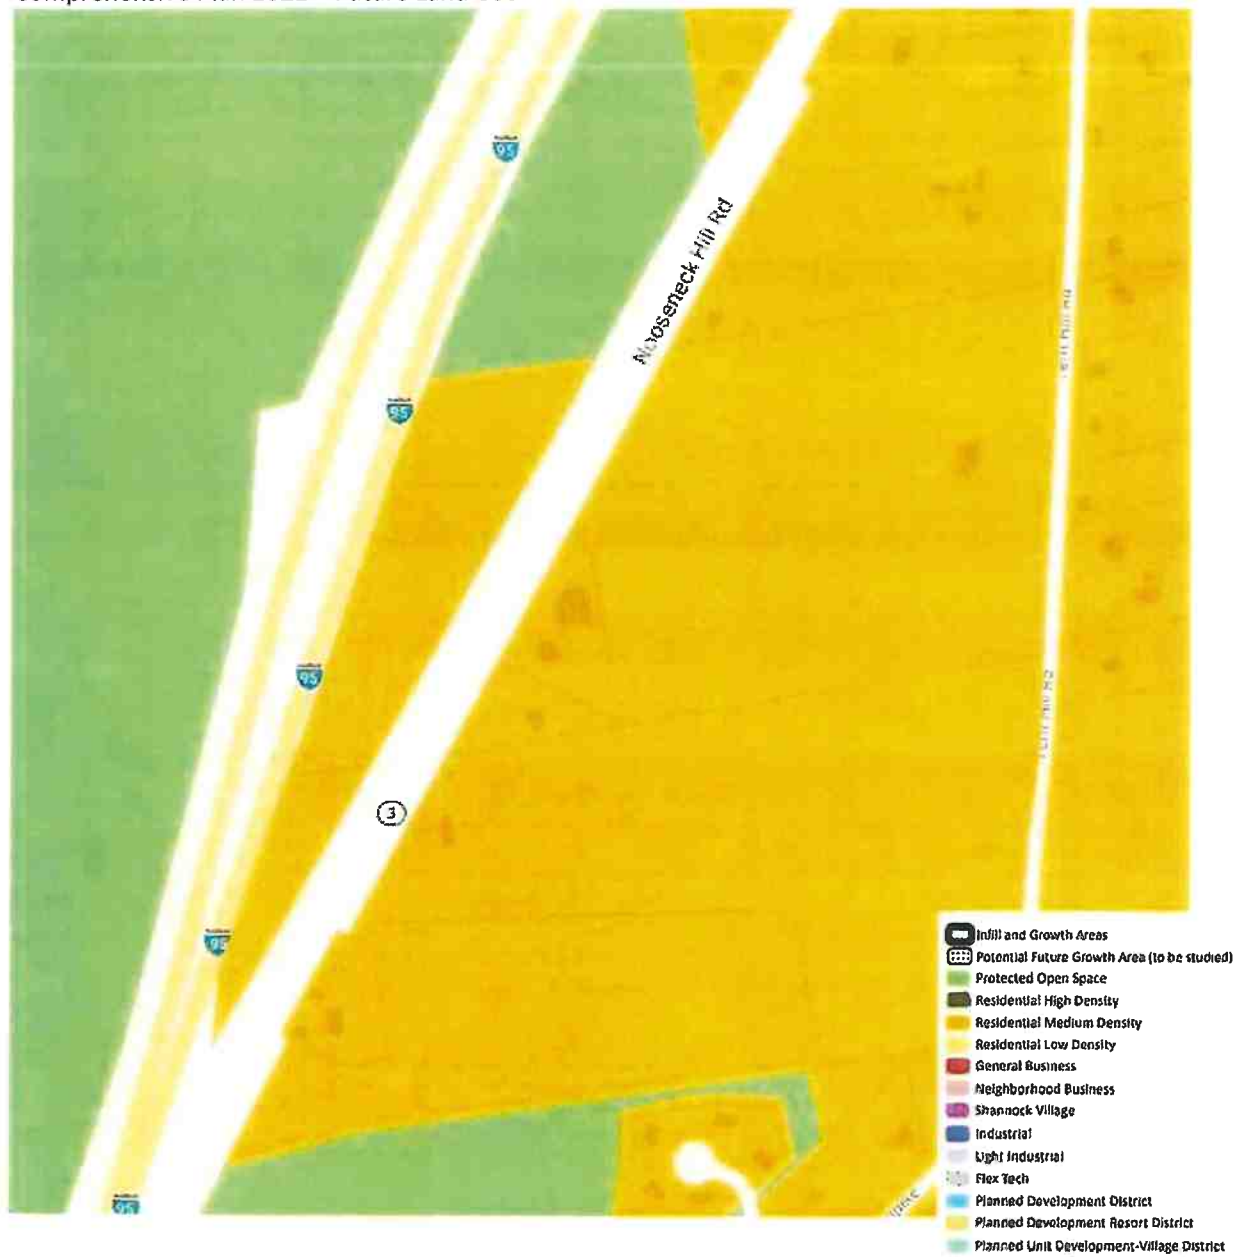 95
Nooseneck Hill Rd
95
95
3
95
95
Infill and Growth Areas
Potential Future Growth Area (to be studied)
Protected Open Space
Residential High Density
Residential Medium Density
Residential Low Density
General Business
Neighborhood Business
Shannock Village
Industrial
Light Industrial
Flex Tech
Planned Development District
Planned Development Resort District
Planned Unit Development-Village District